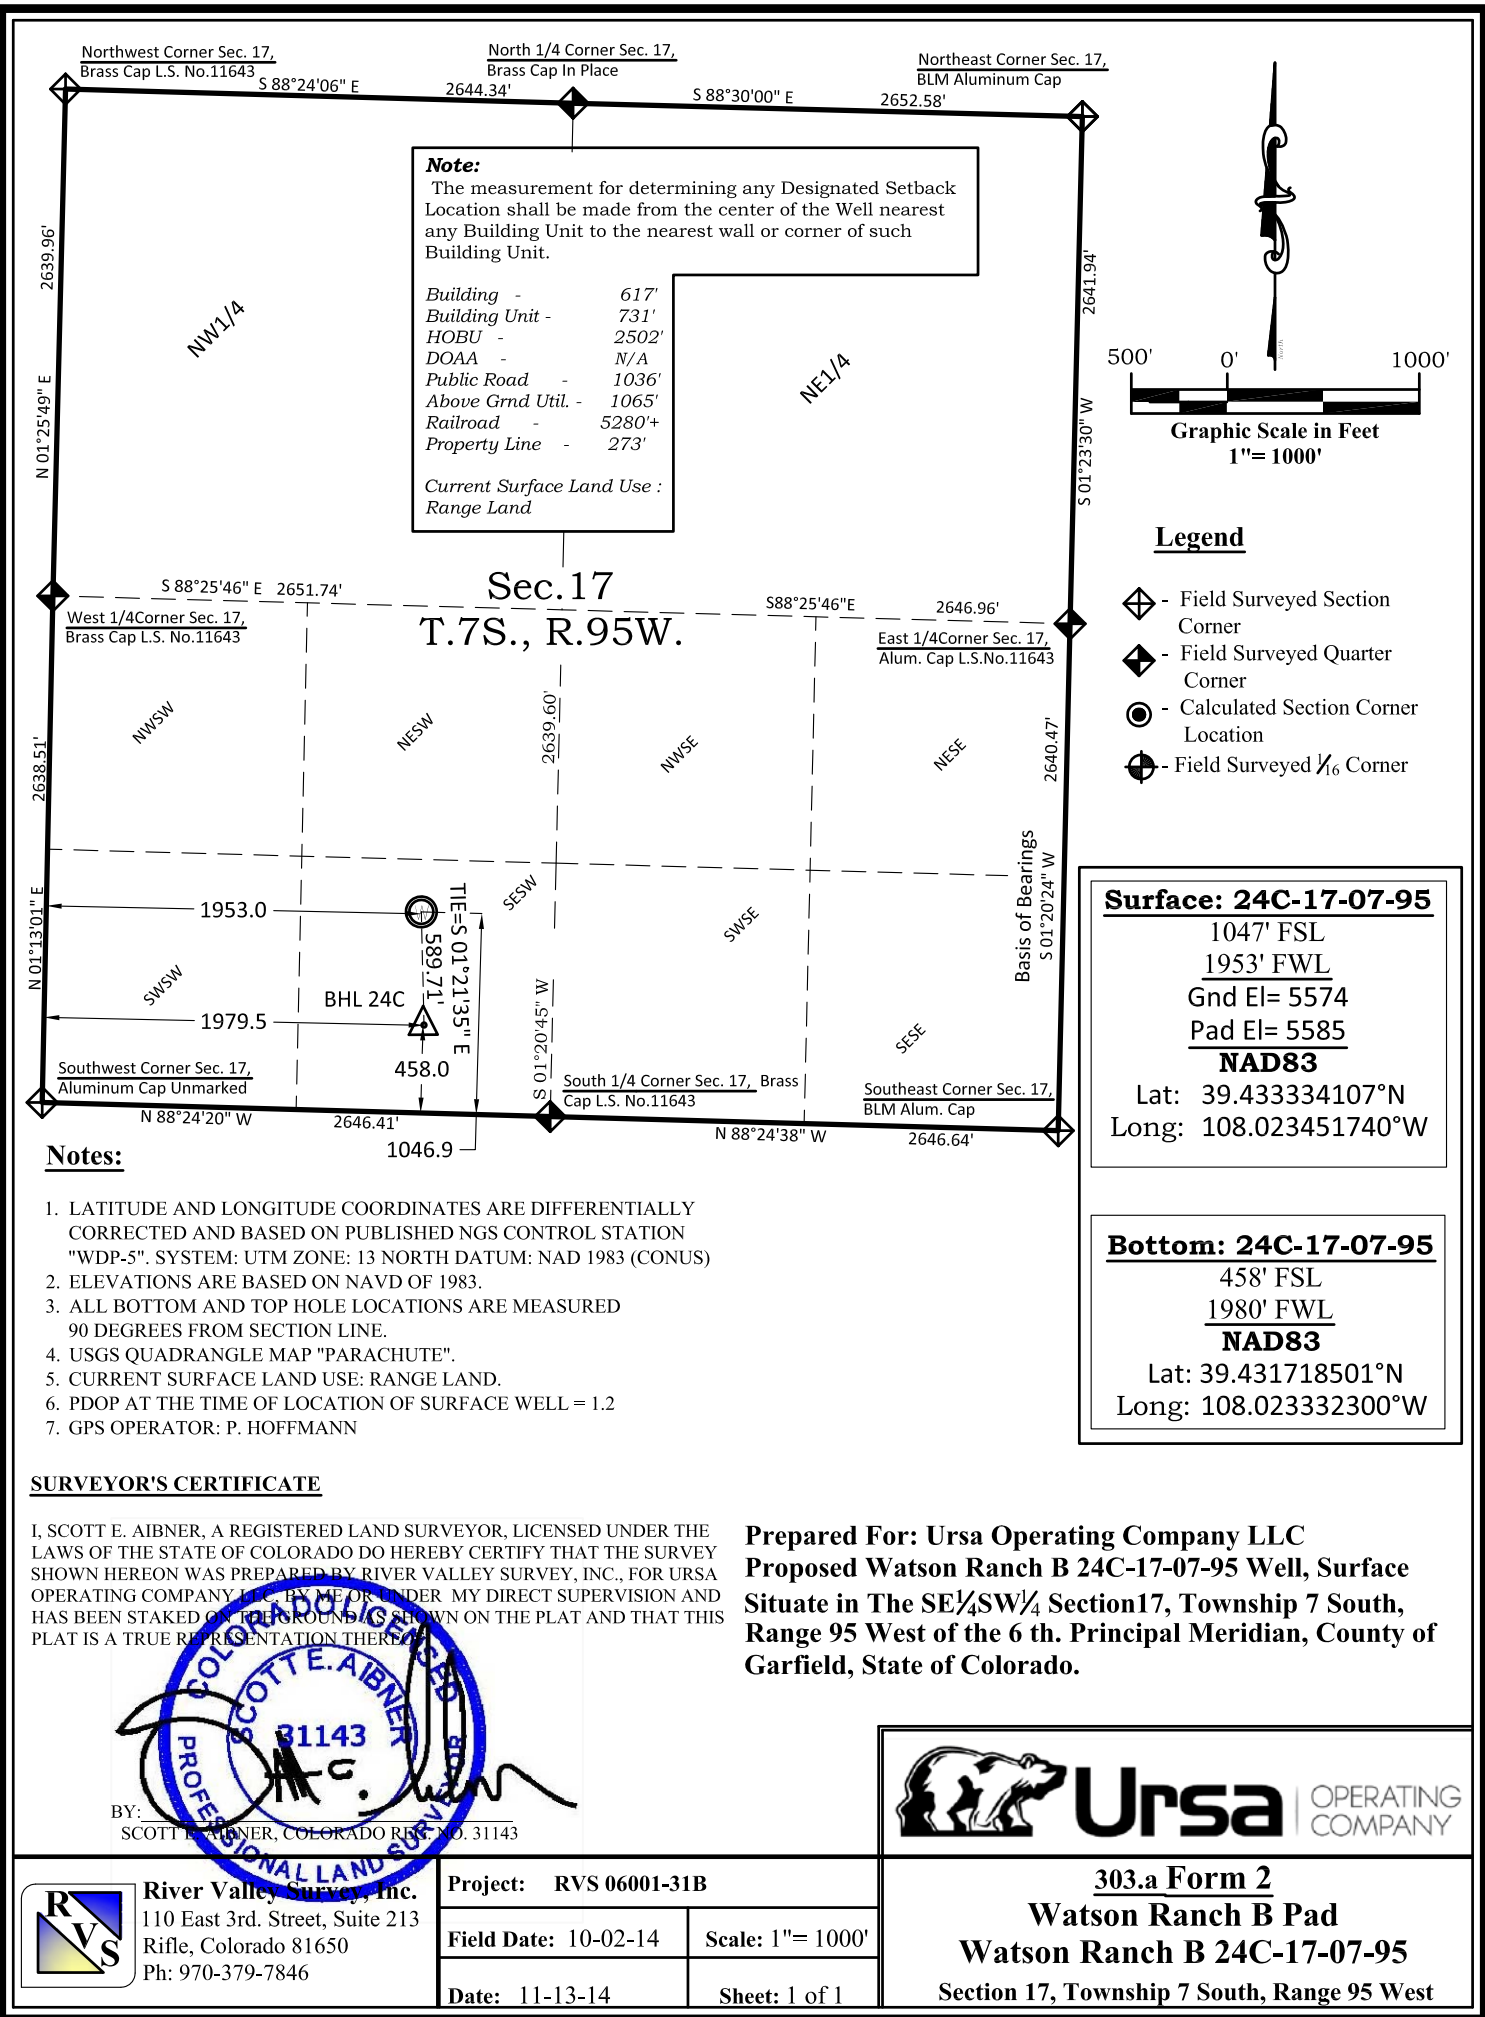 Northwest Corner Sec. 17,
Brass Cap L.S. No.11643
S 88°24'06" E
2644.34'
North 1/4 Corner Sec. 17,
Brass Cap In Place
S 88°30'00" E
2652.58'
Northeast Corner Sec. 17,
BLM Aluminum Cap
Note:
The measurement for determining any Designated Setback
Location shall be made from the center of the Well nearest
any Building Unit to the nearest wall or corner of such
Building Unit.
Building - 617'
Building Unit - 731'
HOBU - 2502'
DOAA - N/A
Public Road - 1036'
Above Grnd Util. - 1065'
Railroad - 5280'+
Property Line - 273'
Current Surface Land Use :
Range Land
2639.96'
N 01°25'49" E
NW1/4
NE1/4
2641.94'
S 01°23'30" W
North
500' 0' 1000'
Graphic Scale in Feet
1"= 1000'
Legend
- Field Surveyed Section
Corner
- Field Surveyed Quarter
Corner
- Calculated Section Corner
Location
- Field Surveyed 1/16 Corner
S 88°25'46" E 2651.74'
Sec.17
T.7S., R.95W.
S88°25'46"E
2646.96'
West 1/4Corner Sec. 17,
Brass Cap L.S. No.11643
East 1/4Corner Sec. 17,
Alum. Cap L.S.No.11643
NWSW
NESW
2639.60'
NWSE
NESE
2638.51'
N 01°13'01" E
2640.47'
Basis of Bearings
S 01°20'24" W
1953.0
TIE=S 01°21'35" E
589.71'
SESW
SWSE
SWSW
BHL 24C
1979.5
458.0
S 01°20'45" W
SESE
Southwest Corner Sec. 17,
Aluminum Cap Unmarked
South 1/4 Corner Sec. 17, Brass
Cap L.S. No.11643
Southeast Corner Sec. 17,
BLM Alum. Cap
N 88°24'20" W
2646.41'
1046.9
N 88°24'38" W
2646.64'
Surface: 24C-17-07-95
1047' FSL
1953' FWL
Gnd El= 5574
Pad El= 5585
NAD83
Lat: 39.433334107°N
Long: 108.023451740°W
Bottom: 24C-17-07-95
458' FSL
1980' FWL
NAD83
Lat: 39.431718501°N
Long: 108.023332300°W
Notes:
1. LATITUDE AND LONGITUDE COORDINATES ARE DIFFERENTIALLY
CORRECTED AND BASED ON PUBLISHED NGS CONTROL STATION
"WDP-5". SYSTEM: UTM ZONE: 13 NORTH DATUM: NAD 1983 (CONUS)
2. ELEVATIONS ARE BASED ON NAVD OF 1983.
3. ALL BOTTOM AND TOP HOLE LOCATIONS ARE MEASURED
90 DEGREES FROM SECTION LINE.
4. USGS QUADRANGLE MAP "PARACHUTE".
5. CURRENT SURFACE LAND USE: RANGE LAND.
6. PDOP AT THE TIME OF LOCATION OF SURFACE WELL = 1.2
7. GPS OPERATOR: P. HOFFMANN
SURVEYOR'S CERTIFICATE
I, SCOTT E. AIBNER, A REGISTERED LAND SURVEYOR, LICENSED UNDER THE
LAWS OF THE STATE OF COLORADO DO HEREBY CERTIFY THAT THE SURVEY
SHOWN HEREON WAS PREPARED BY RIVER VALLEY SURVEY, INC., FOR URSA
OPERATING COMPANY LLC, BY ME OR UNDER MY DIRECT SUPERVISION AND
HAS BEEN STAKED ON THE GROUND AS SHOWN ON THE PLAT AND THAT THIS
PLAT IS A TRUE REPRESENTATION THEREOF.
COLORADO LICENSED
SCOTT E. AIBNER
31143
PROFESSIONAL LAND SURVEYOR
BY:
SCOTT E. AIBNER, COLORADO REG. NO. 31143
Prepared For: Ursa Operating Company LLC
Proposed Watson Ranch B 24C-17-07-95 Well, Surface
Situate in The SE1/4SW1/4 Section17, Township 7 South,
Range 95 West of the 6 th. Principal Meridian, County of
Garfield, State of Colorado.
Ursa OPERATING
COMPANY
RVS
River Valley Survey, Inc.
110 East 3rd. Street, Suite 213
Rifle, Colorado 81650
Ph: 970-379-7846
Project: RVS 06001-31B
Field Date: 10-02-14
Scale: 1"= 1000'
Date: 11-13-14
Sheet: 1 of 1
303.a Form 2
Watson Ranch B Pad
Watson Ranch B 24C-17-07-95
Section 17, Township 7 South, Range 95 West